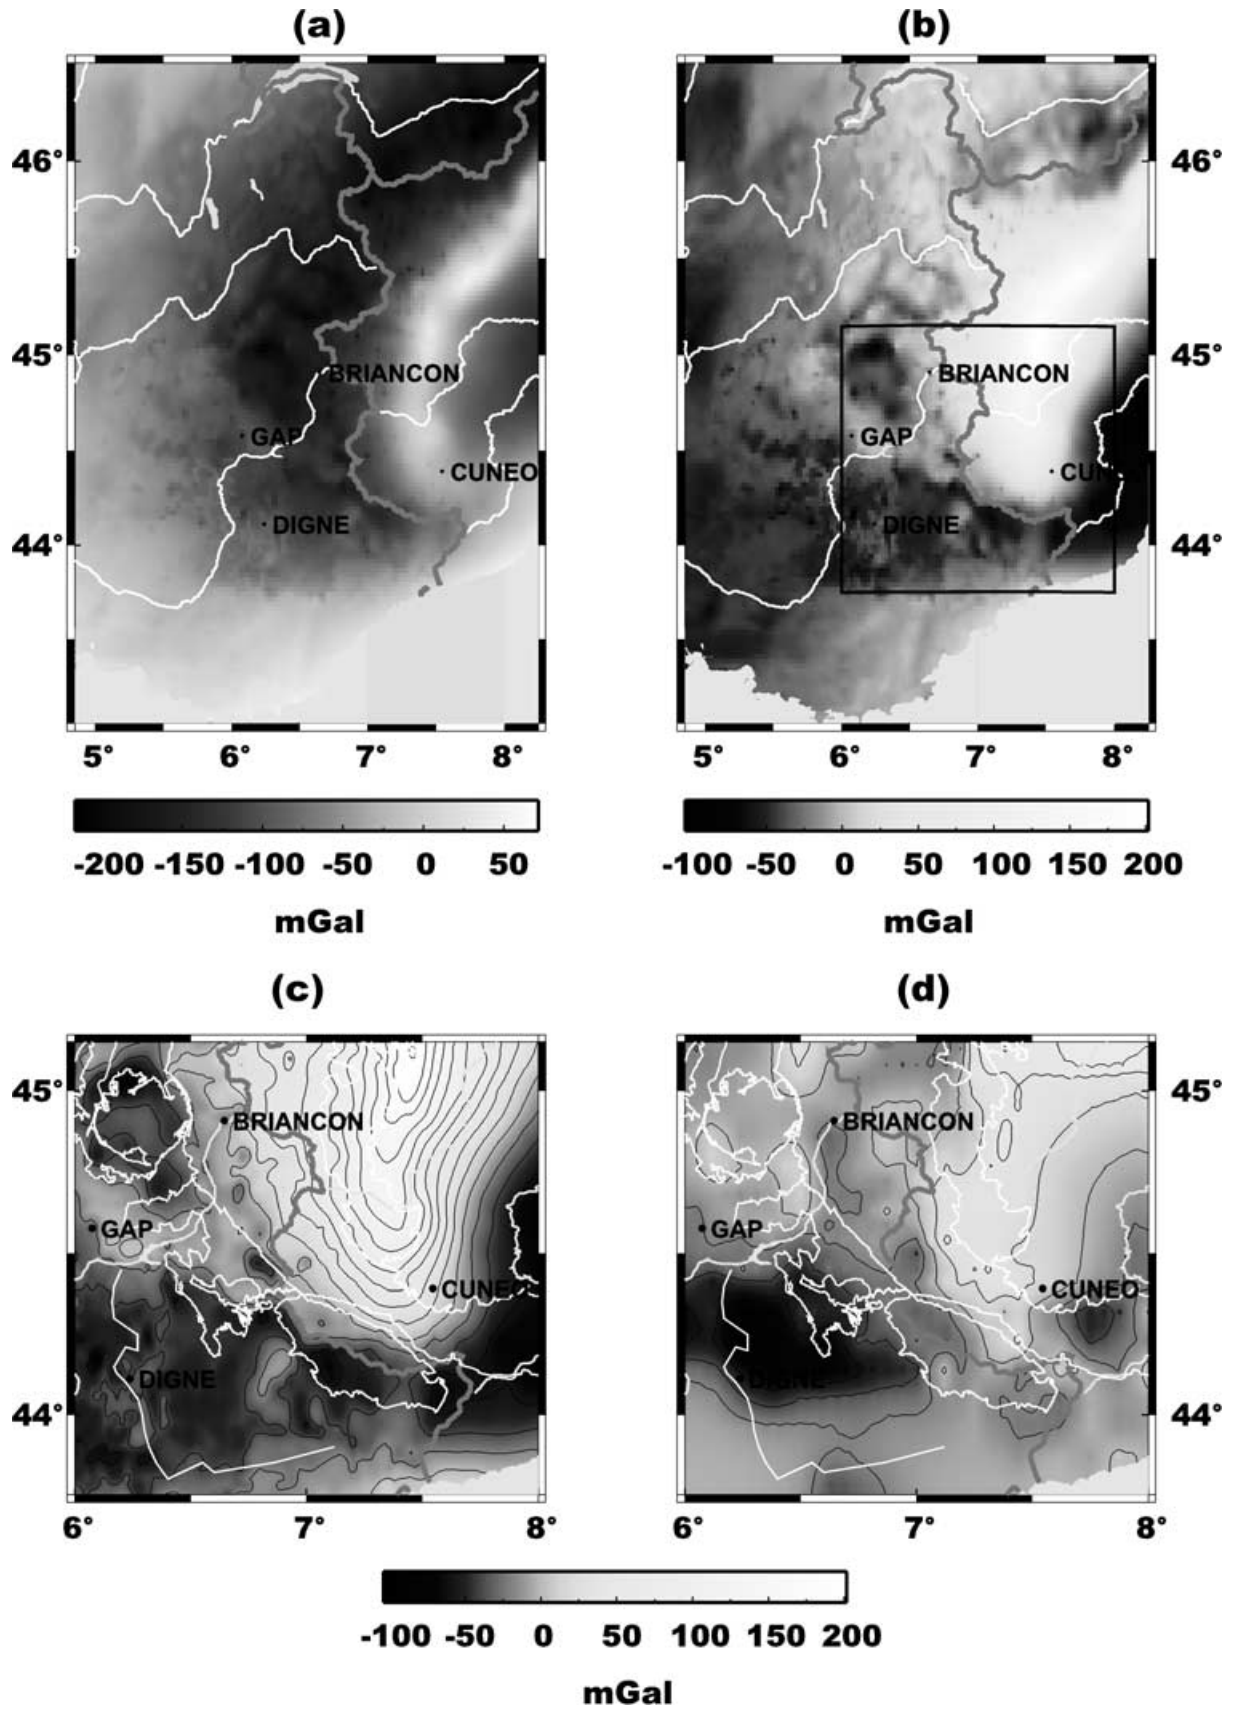 (a) (b)
46° 46°
45° 45°
44° 44°
BRIANCON BRIANCON
GAP GAP
CUNEO CU
DIGNE DIGNE
5° 6° 7° 8° 5° 6° 7° 8°
-200 -150 -100 -50 0 50 -100 -50 0 50 100 150 200
mGal mGal
(c) (d)
45° 45°
BRIANCON BRIANCON
GAP GAP
CUNEO CUNEO
DIGNE DIGNE
44° 44°
6° 7° 8° 6° 7° 8°
-100 -50 0 50 100 150 200
mGal